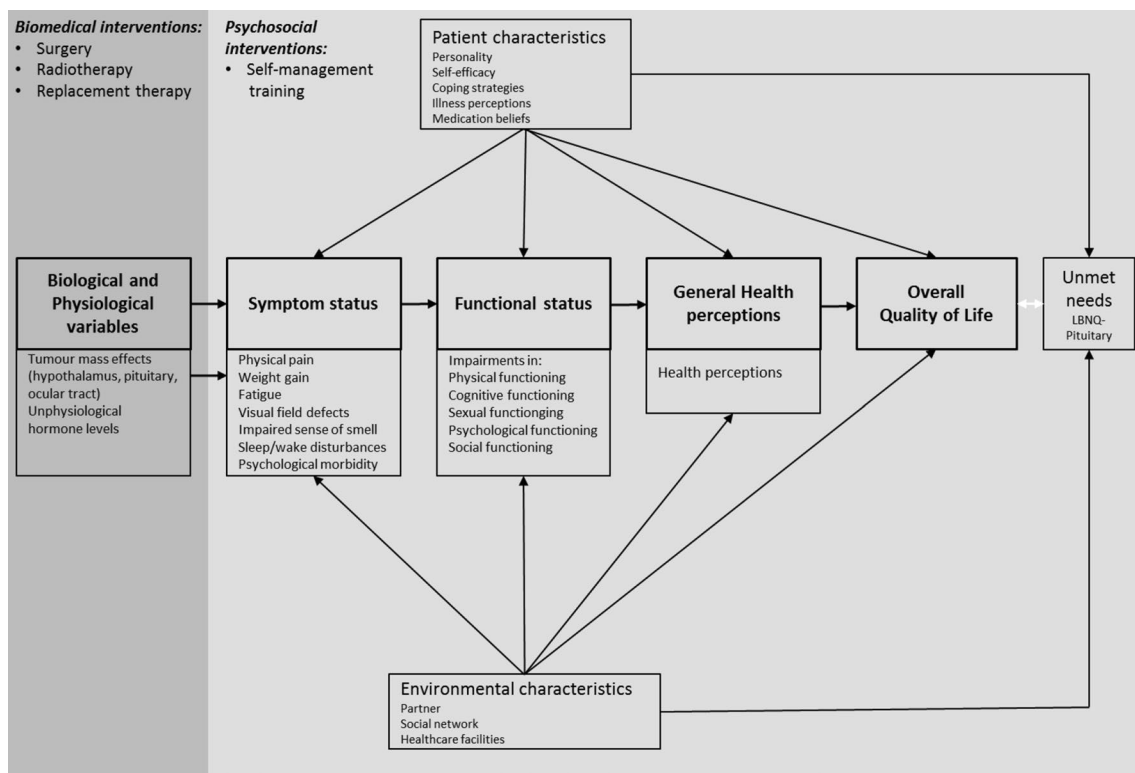 Biomedical interventions:
• Surgery
• Radiotherapy
• Replacement therapy
Psychosocial
interventions:
• Self-management
training
Patient characteristics
Personality
Self-efficacy
Coping strategies
Illness perceptions
Medication beliefs
Biological and
Physiological
variables
Tumour mass effects
(hypothalamus, pituitary,
ocular tract)
Unphysiological
hormone levels
Symptom status
Physical pain
Weight gain
Fatigue
Visual field defects
Impaired sense of smell
Sleep/wake disturbances
Psychological morbidity
Functional status
Impairments in:
Physical functioning
Cognitive functioning
Sexual functionging
Psychological functioning
Social functioning
General Health
perceptions
Health perceptions
Overall
Quality of Life
Unmet
needs
LBNQ-
Pituitary
Environmental characteristics
Partner
Social network
Healthcare facilities